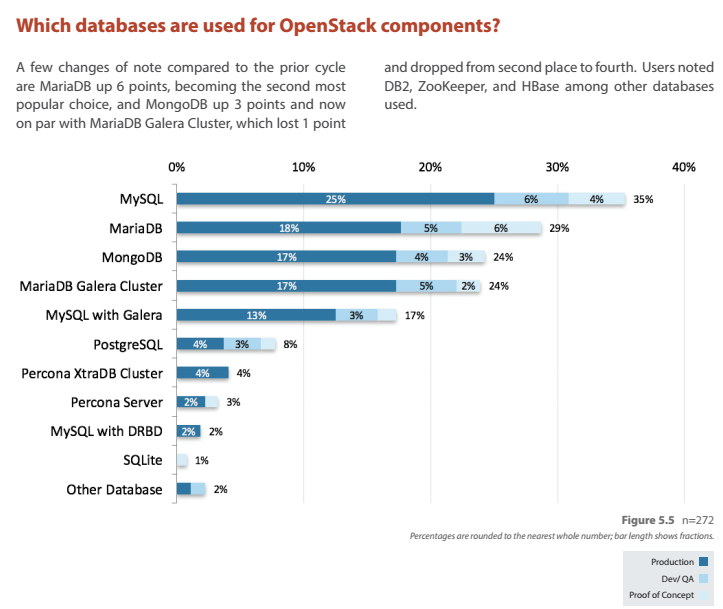 Which databases are used for OpenStack components?
A few changes of note compared to the prior cycle
are MariaDB up 6 points, becoming the second most
popular choice, and MongoDB up 3 points and now
on par with MariaDB Galera Cluster, which lost 1 point
and dropped from second place to fourth. Users noted
DB2, ZooKeeper, and HBase among other databases
used.
0% 10% 20% 30% 40%
MySQL 25% 6% 4% 35%
MariaDB 18% 5% 6% 29%
MongoDB 17% 4% 3% 24%
MariaDB Galera Cluster 17% 5% 2% 24%
MySQL with Galera 13% 3% 17%
PostgreSQL 4% 3% 8%
Percona XtraDB Cluster 4% 4%
Percona Server 2% 3%
MySQL with DRBD 2% 2%
SQLite 1%
Other Database 2%
Figure 5.5 n=272
Percentages are rounded to the nearest whole number; bar length shows fractions.
Production
Dev/ QA
Proof of Concept